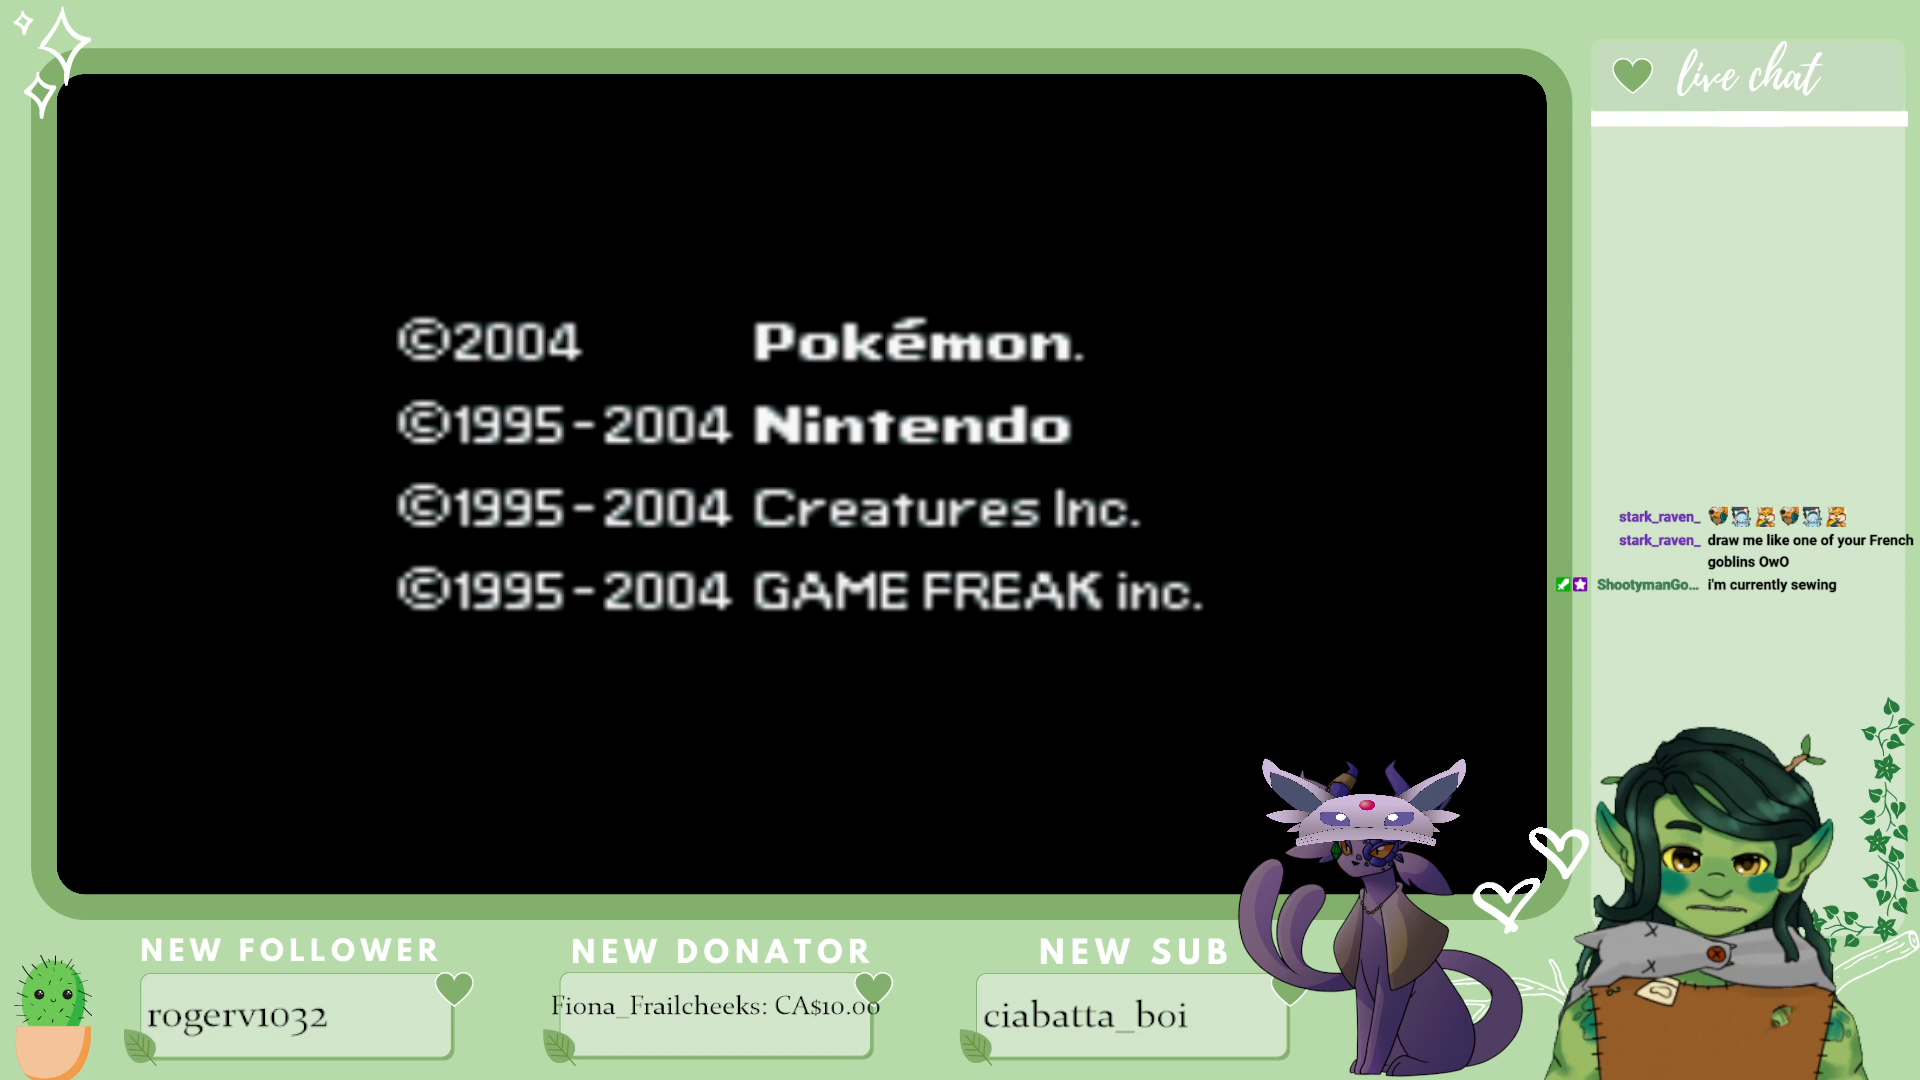 live chat
©2004 Pokémon.
©1995-2004 Nintendo
©1995-2004 Creatures Inc.
©1995-2004 GAME FREAK inc.
stark_raven_
stark_raven_ draw me like one of your French
goblins OwO
ShootymanGo... i'm currently sewing
NEW FOLLOWER
rogerv1032
NEW DONATOR
Fiona_Frailcheeks: CA$10.00
NEW SUB
ciabatta_boi